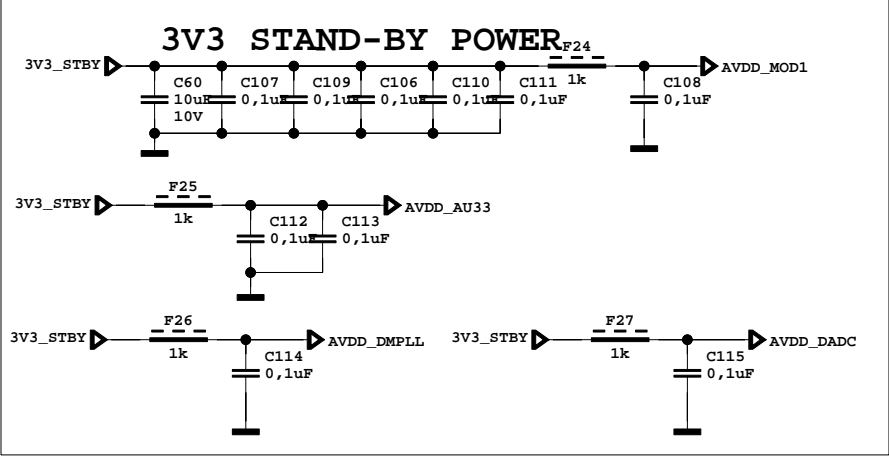 3V3 STAND-BY POWER
F24
3V3_STBY
AVDD_MOD1
1k
C60
10uF
10V
C107
0,1uF
C109
0,1uF
C106
0,1uF
C110
0,1uF
C111
0,1uF
C108
0,1uF
F25
3V3_STBY
AVDD_AU33
1k
C112
0,1uF
C113
0,1uF
F26
3V3_STBY
AVDD_DMPLL
1k
C114
0,1uF
F27
3V3_STBY
AVDD_DADC
1k
C115
0,1uF